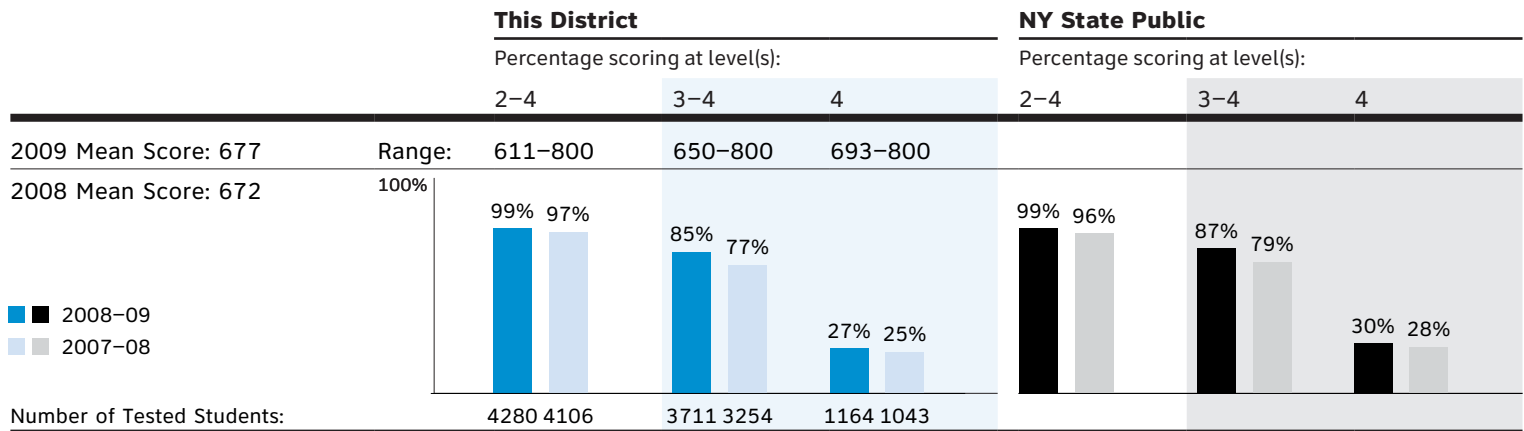 This District NY State Public
Percentage scoring at level(s): Percentage scoring at level(s):
2–4 3–4 4 2–4 3–4 4
2009 Mean Score: 677 Range: 611–800 650–800 693–800
2008 Mean Score: 672 100%
99% 97% 85% 77% 27% 25% 99% 96% 87% 79% 30% 28%
2008–09
2007–08
Number of Tested Students: 4280 4106 3711 3254 1164 1043